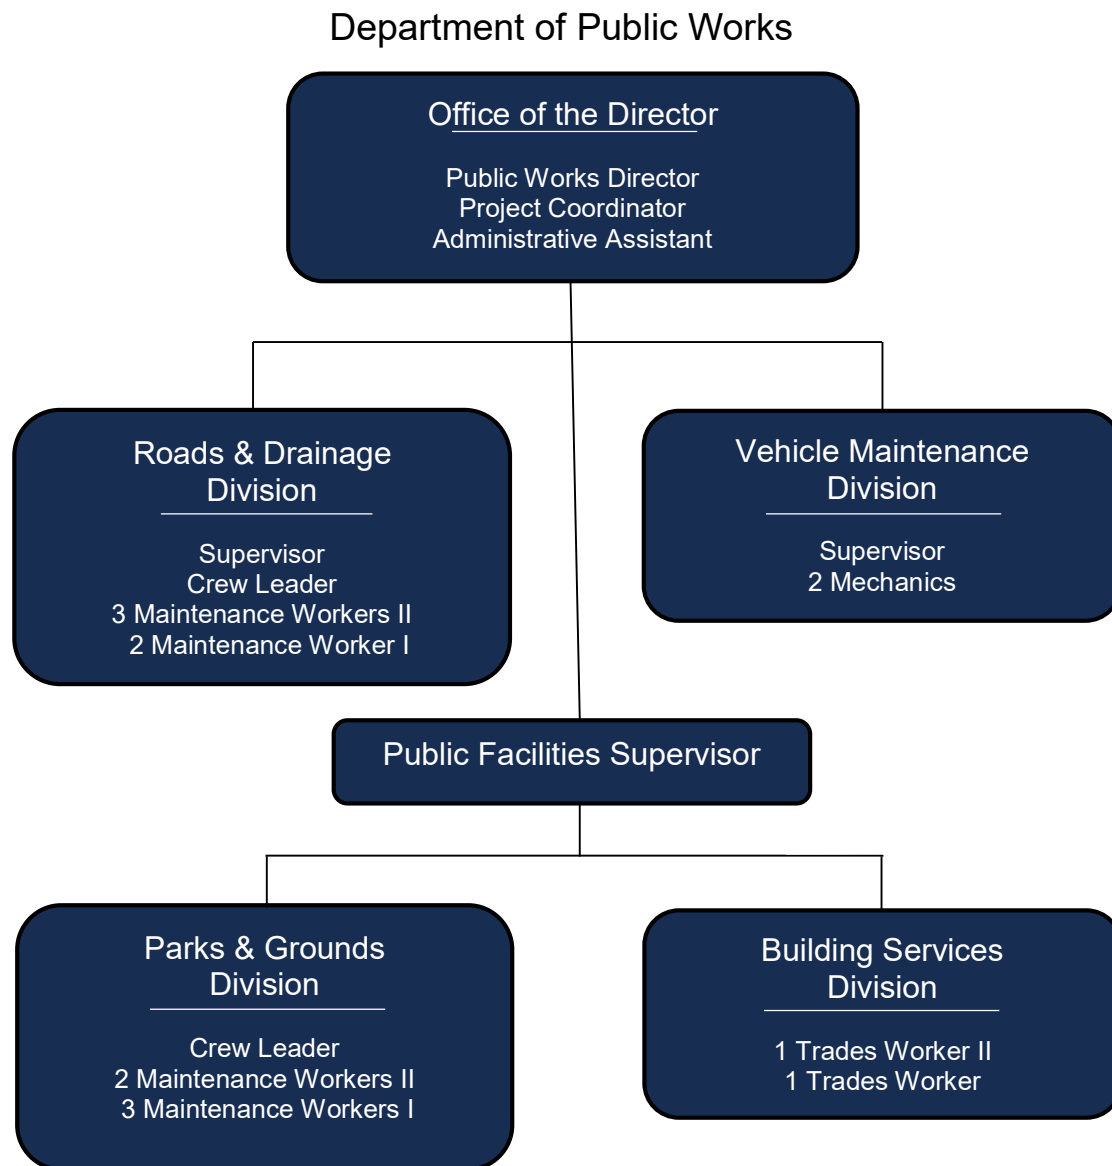 Department of Public Works
Office of the Director
Public Works Director
Project Coordinator
Administrative Assistant
Roads & Drainage
Division
Supervisor
Crew Leader
3 Maintenance Workers II
2 Maintenance Worker I
Vehicle Maintenance
Division
Supervisor
2 Mechanics
Public Facilities Supervisor
Parks & Grounds
Division
Crew Leader
2 Maintenance Workers II
3 Maintenance Workers I
Building Services
Division
1 Trades Worker II
1 Trades Worker